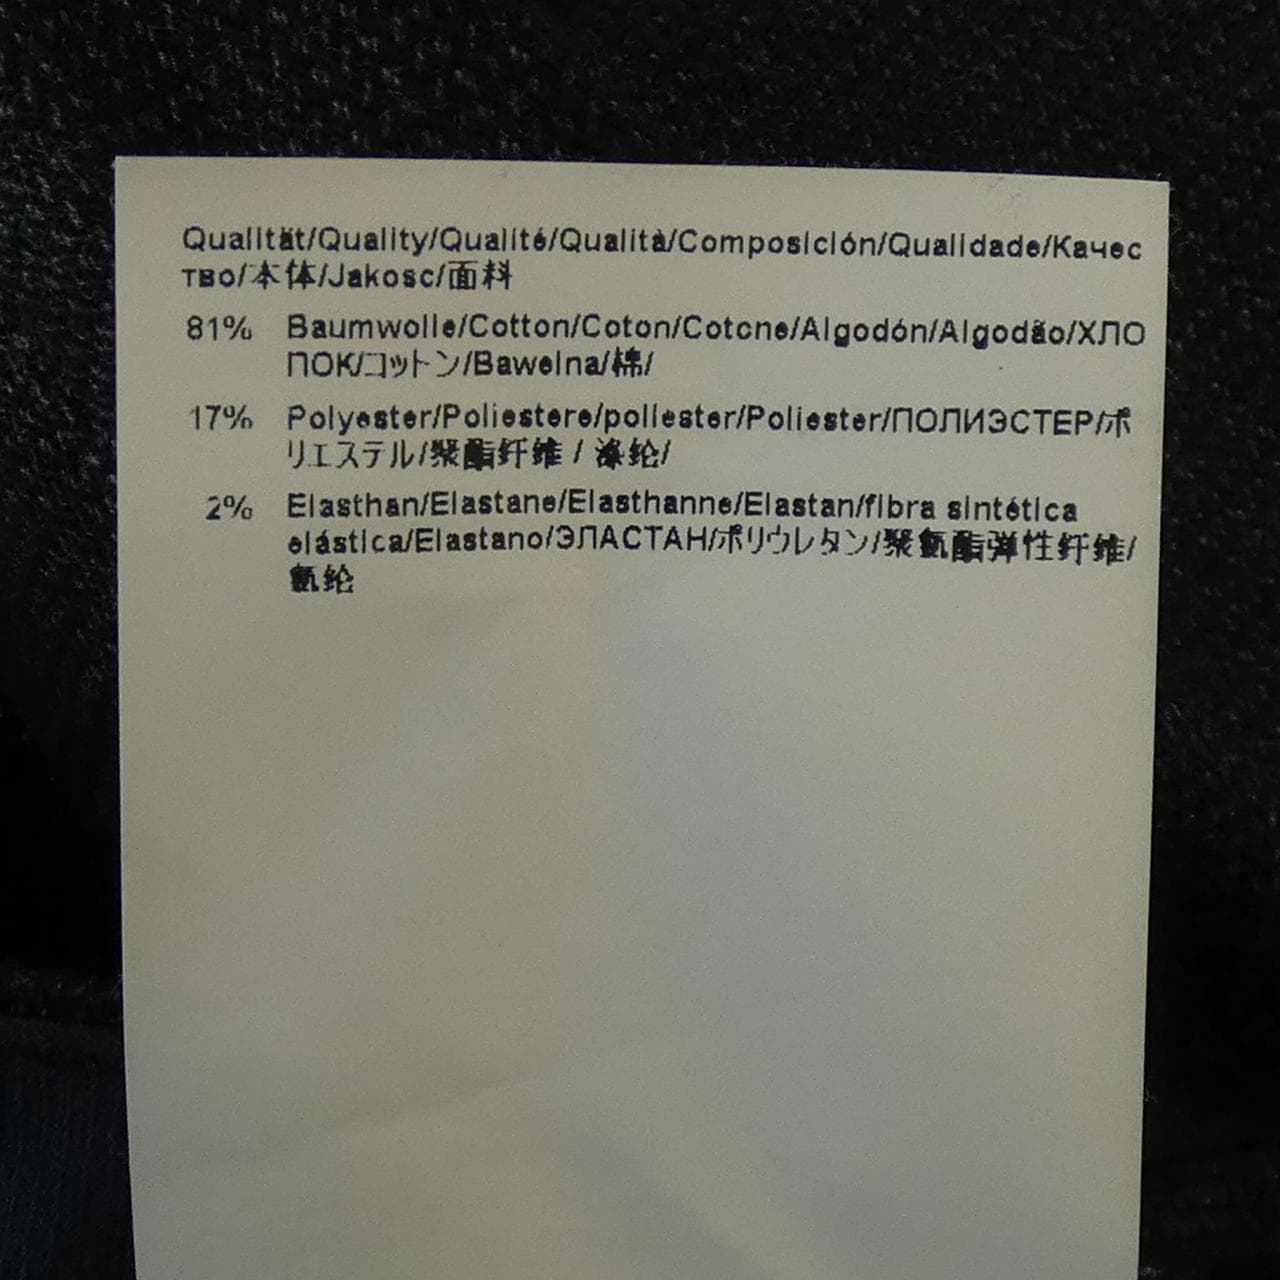 Qualität/Quality/Qualité/Qualità/Composición/Qualidade/Качес
тво/本体/Jakosc/面料
81% Baumwolle/Cotton/Coton/Cotone/Algodón/Algodão/ХЛО
ПОК/コットン/Bawelna/棉/
17% Polyester/Poliestere/poliester/Poliester/ПОЛИЭСТЕР/ポ
リエステル/聚酯纤维 / 涤纶/
2% Elasthan/Elastane/Elasthanne/Elastan/fibra sintética
elástica/Elastano/ЭЛАСТАН/ポリウレタン/聚氨酯弹性纤维/
氨纶